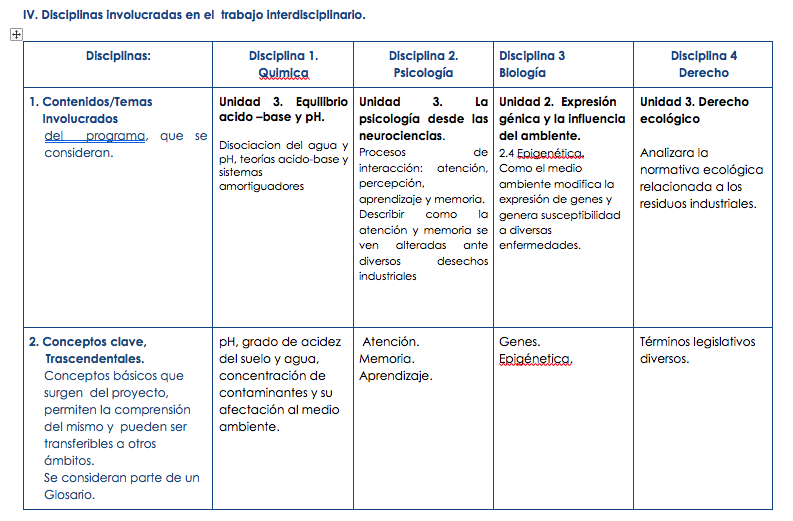 IV. Disciplinas involucradas en el trabajo interdisciplinario.
Disciplinas:
Disciplina 1.
Quimica
Disciplina 2.
Psicología
Disciplina 3
Biología
Disciplina 4
Derecho
1. Contenidos/Temas
Involucrados
del programa, que se
consideran.
Unidad 3. Equilibrio
acido –base y pH.
Disociacion del agua y
pH, teorías acido-base y
sistemas
amortiguadores
Unidad 3. La
psicología desde las
neurociencias.
Procesos de
interacción: atención,
percepción,
aprendizaje y memoria.
Describir como la
atención y memoria se
ven alteradas ante
diversos desechos
industriales
Unidad 2. Expresión
génica y la influencia
del ambiente.
2.4 Epigenética.
Como el medio
ambiente modifica la
expresión de genes y
genera susceptibilidad
a diversas
enfermedades.
Unidad 3. Derecho
ecológico
Analizara la
normativa ecológica
relacionada a los
residuos industriales.
2. Conceptos clave,
Trascendentales.
Conceptos básicos que
surgen del proyecto,
permiten la comprensión
del mismo y pueden ser
transferibles a otros
ámbitos.
Se consideran parte de un
Glosario.
pH, grado de acidez
del suelo y agua,
concentración de
contaminantes y su
afectación al medio
ambiente.
Atención.
Memoria.
Aprendizaje.
Genes.
Epigénetica.
Términos legislativos
diversos.